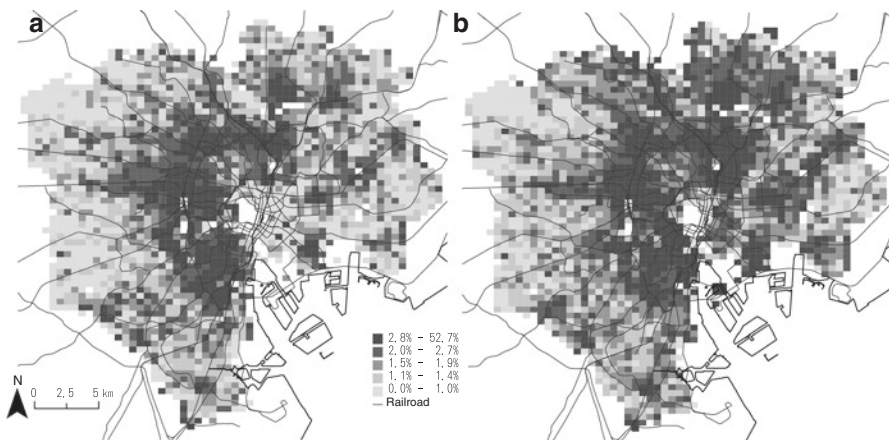 a
b
2.8% - 52.7%
2.0% - 2.7%
1.5% - 1.9%
1.1% - 1.4%
0.0% - 1.0%
Railroad
N
0 2,5 5 km